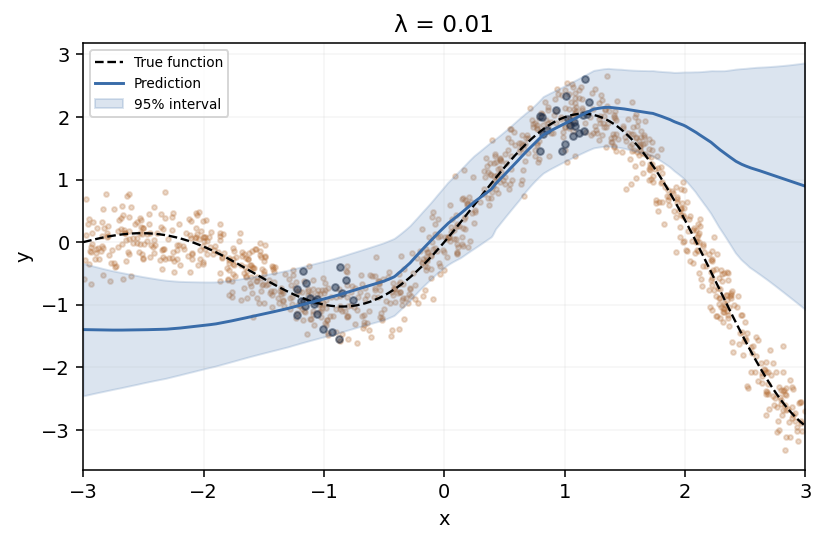 λ = 0.01
True function
Prediction
95% interval
y
3
2
1
0
−1
−2
−3
−3 −2 −1 0 1 2 3
x